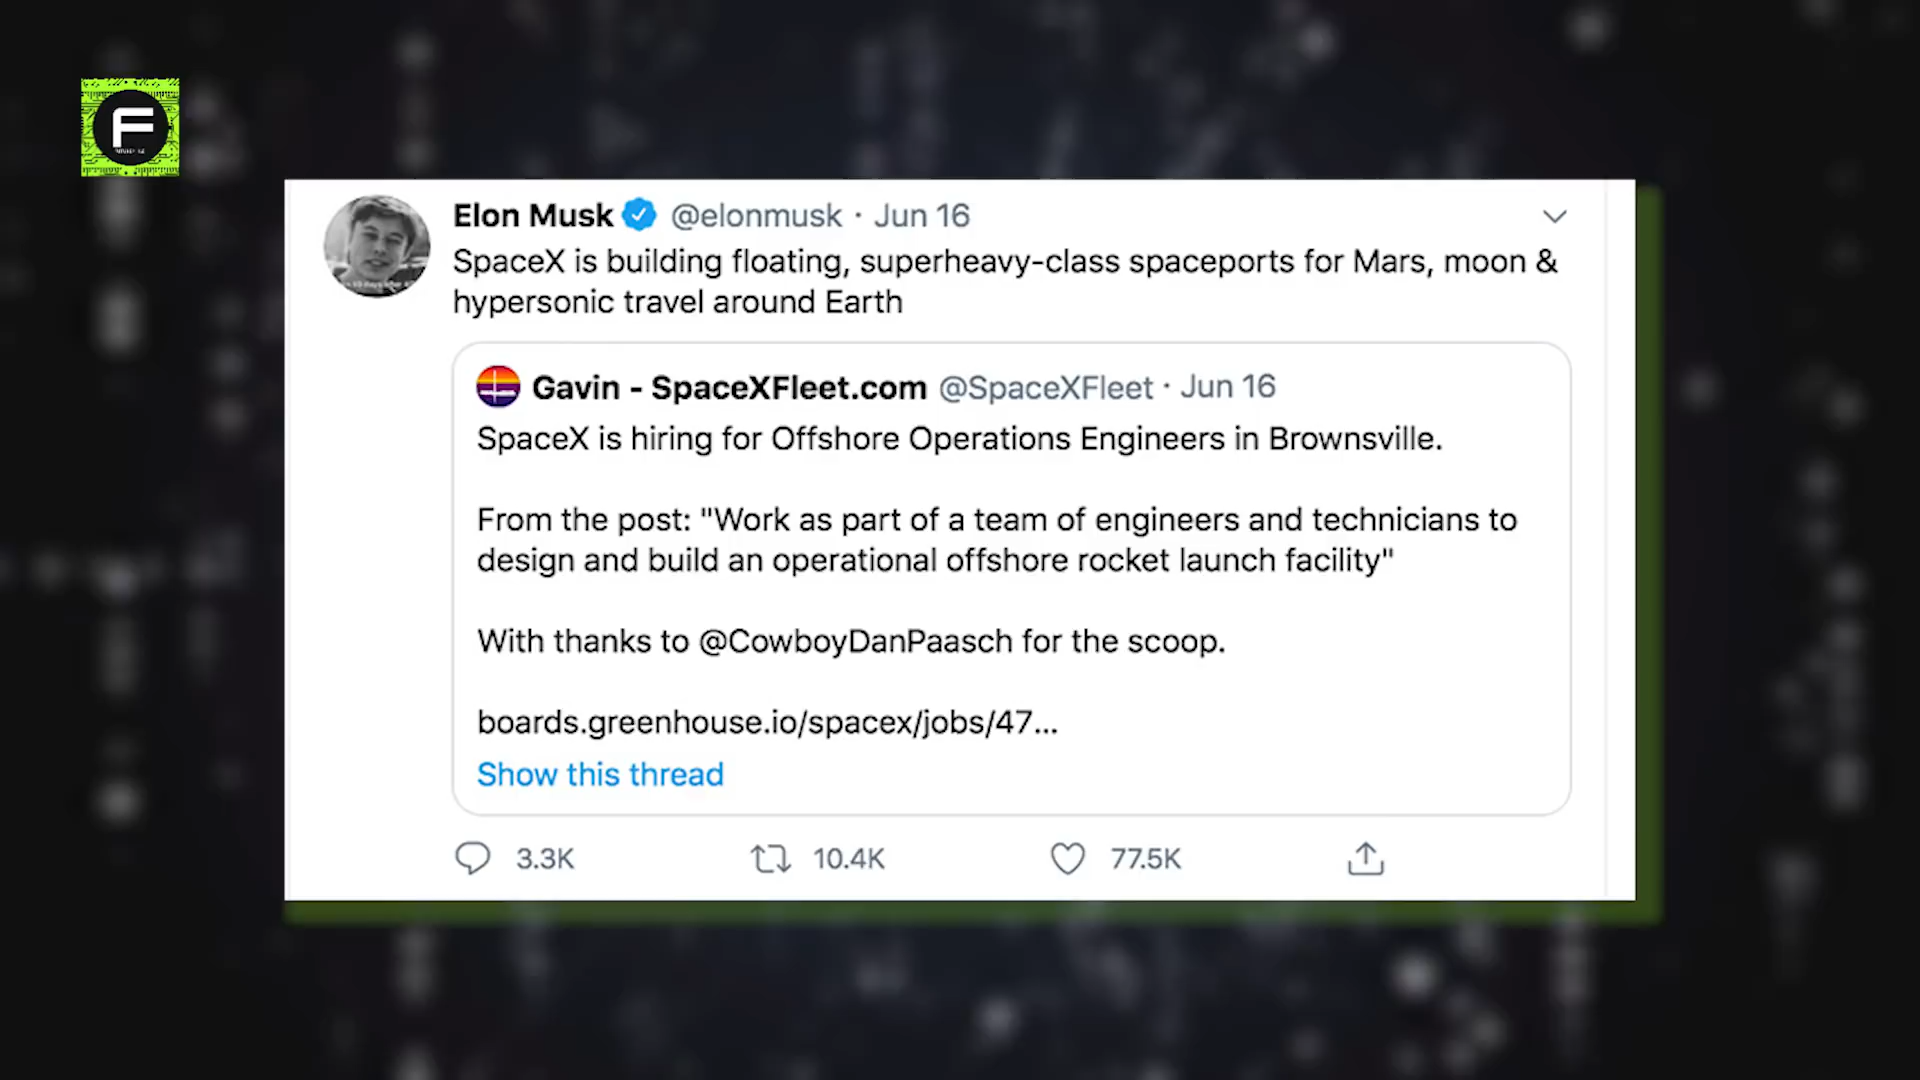 F
Elon Musk @elonmusk · Jun 16
SpaceX is building floating, superheavy-class spaceports for Mars, moon &
hypersonic travel around Earth
Gavin - SpaceXFleet.com @SpaceXFleet · Jun 16
SpaceX is hiring for Offshore Operations Engineers in Brownsville.
From the post: "Work as part of a team of engineers and technicians to
design and build an operational offshore rocket launch facility"
With thanks to @CowboyDanPaasch for the scoop.
boards.greenhouse.io/spacex/jobs/47...
Show this thread
3.3K 10.4K 77.5K